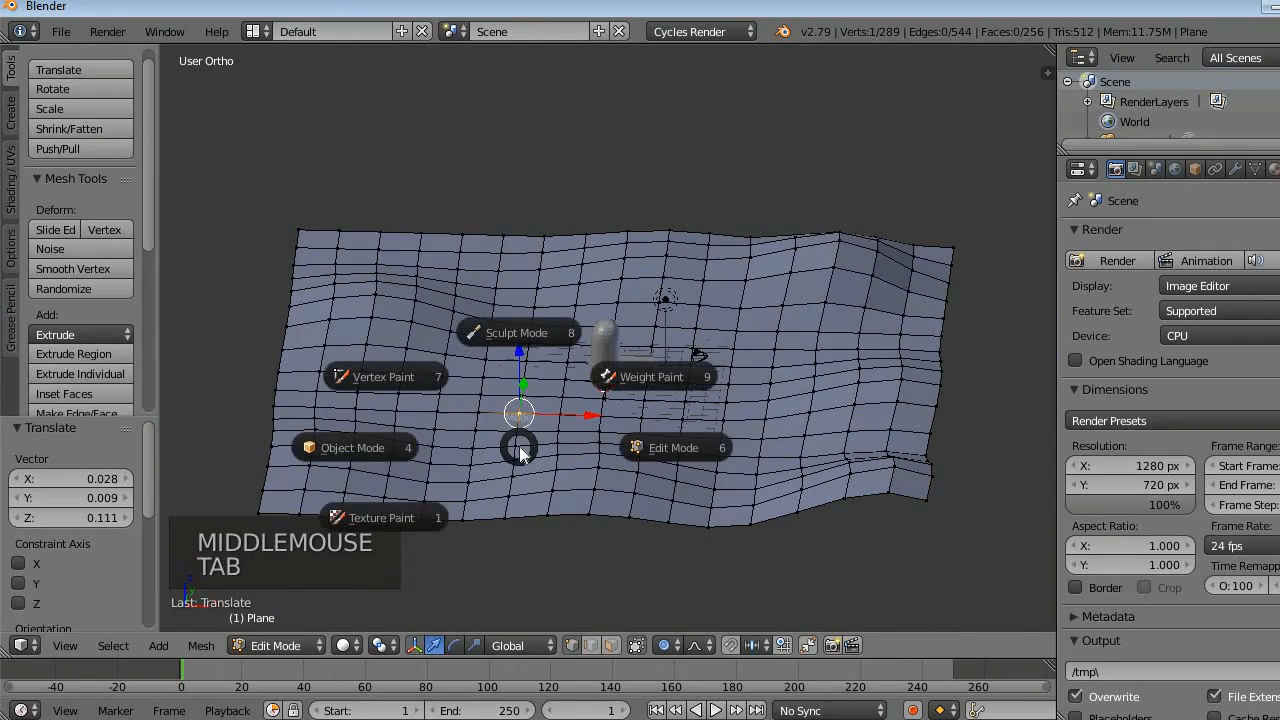 Blender
File Render Window Help Default Scene Cycles Render v2.79 | Verts:1/289 | Edges:0/544 | Faces:0/256 | Tris:512 | Mem:11.75M | Plane
Tools
Create
Shading / UVs
Options
Grease Pencil
Translate
Rotate
Scale
Shrink/Fatten
Push/Pull
Mesh Tools
Deform:
Slide Ed Vertex
Noise
Smooth Vertex
Randomize
Add:
Extrude
Extrude Region
Extrude Individual
Inset Faces
Make Edge/Face
Translate
Vector
X: 0.028
Y: 0.009
Z: 0.111
Constraint Axis
X
Y
Z
Orientation
User Ortho
Sculpt Mode 8
Vertex Paint 7
Weight Paint 9
Object Mode 4
Edit Mode 6
Texture Paint 1
MIDDLEMOUSE
TAB
Last: Translate
(1) Plane
View Select Add Mesh Edit Mode Global
-40 -20 0 20 40 60 80 100 120 140 160 180 200 220 240 260
View Marker Frame Playback Start: 1 End: 250 1 No Sync
View Search All Scenes
Scene
RenderLayers
World
Scene
Render
Render Animation
Display: Image Editor
Feature Set: Supported
Device: CPU
Open Shading Language
Dimensions
Render Presets
Resolution:
X: 1280 px
Y: 720 px
100%
Aspect Ratio:
X: 1.000
Y: 1.000
Border Crop
Frame Range:
Start Frame:
End Frame:
Frame Step:
24 fps
Time Remapp
O:100
Metadata
Output
/tmp\
Overwrite File Extens